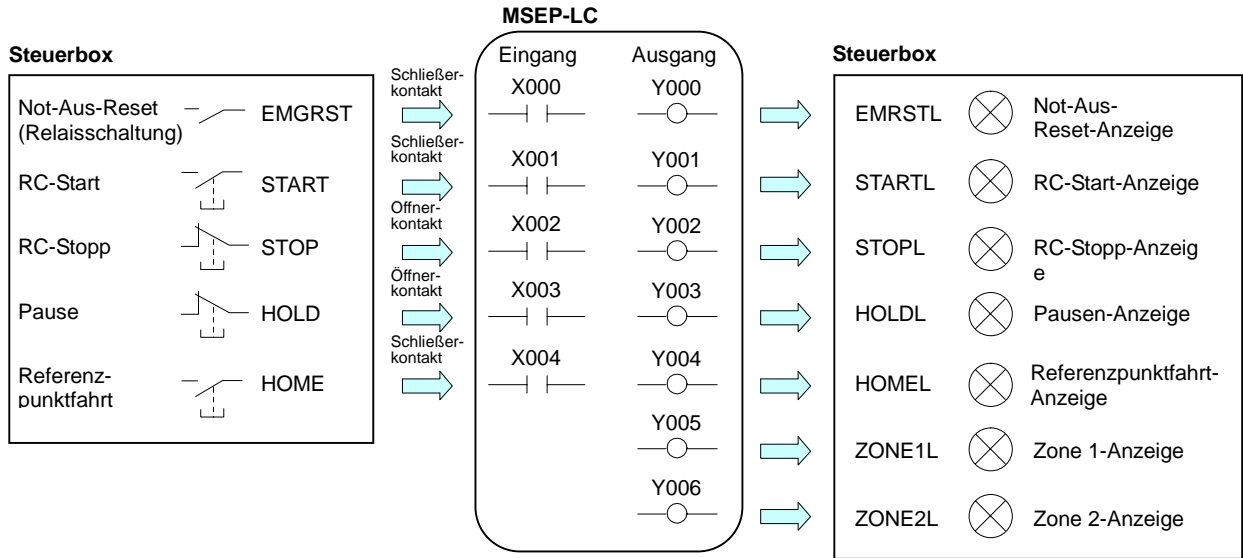 MSEP-LC
Steuerbox
Eingang Ausgang
Steuerbox
Not-Aus-Reset
(Relaisschaltung)
EMGRST
Schließer-
kontakt
X000
Y000
EMRSTL
Not-Aus-
Reset-Anzeige
RC-Start
START
Schließer-
kontakt
X001
Y001
STARTL
RC-Start-Anzeige
RC-Stopp
STOP
Öffner-
kontakt
X002
Y002
STOPL
RC-Stopp-Anzeig
e
Pause
HOLD
Öffner-
kontakt
X003
Y003
HOLDL
Pausen-Anzeige
Referenz-
punktfahrt
HOME
Schließer-
kontakt
X004
Y004
HOMEL
Referenzpunktfahrt-
Anzeige
Y005
ZONE1L
Zone 1-Anzeige
Y006
ZONE2L
Zone 2-Anzeige